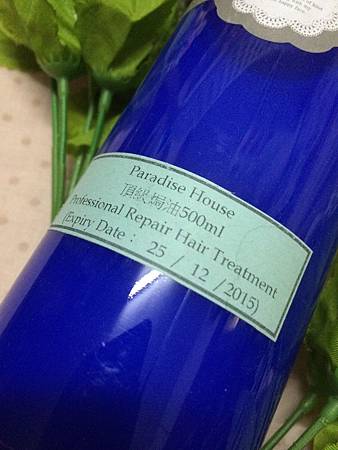 Paradise House
頂級焗油500ml
Professional Repair Hair Treatment
(Expiry Date : 25 / 12 / 2015)